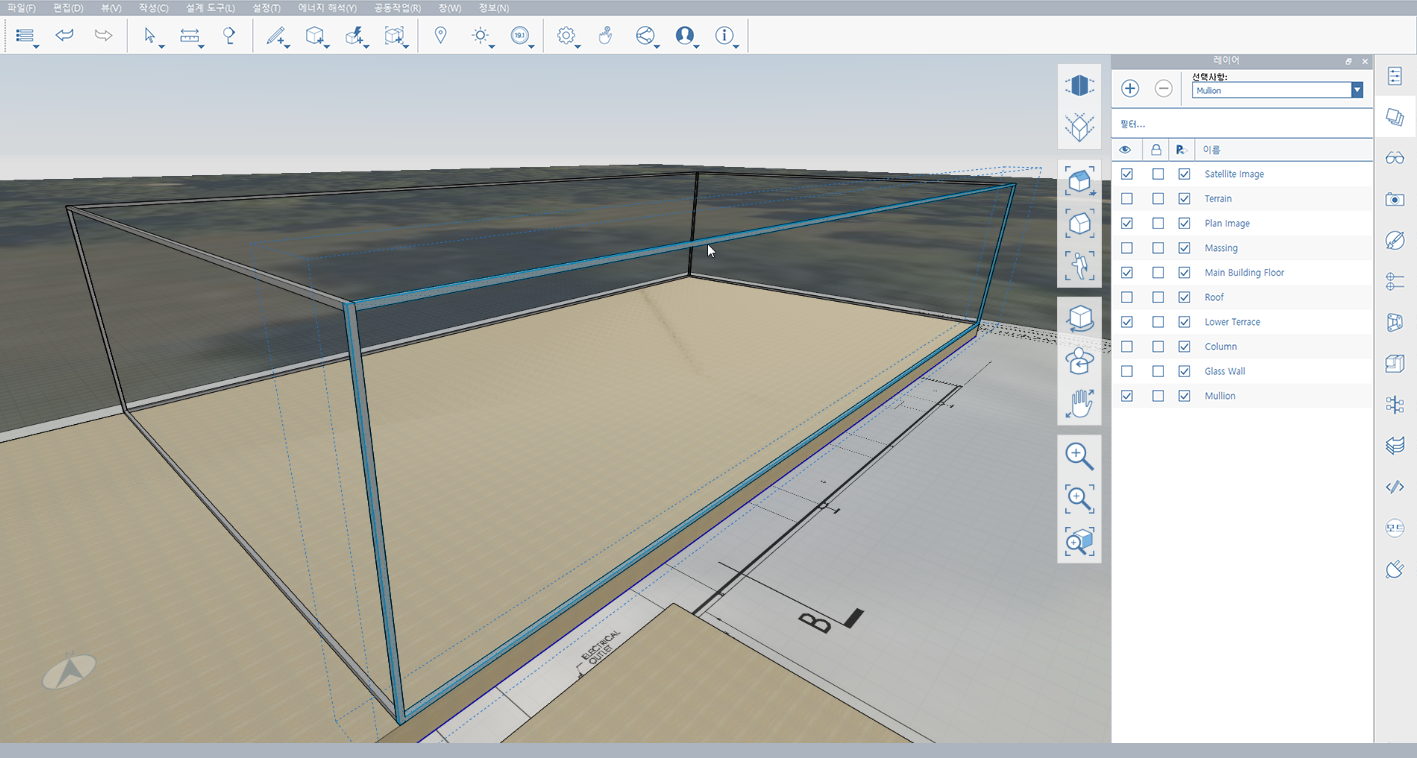 파일(F) 편집(D) 뷰(V) 작성(C) 설계 도구(L) 설정(T) 에너지 해석(Y) 공동작업(R) 창(W) 정보(N)
191
레이어
선택사항:
Mullion
필터...
이름
Satellite Image
Terrain
Plan Image
Massing
Main Building Floor
Roof
Lower Terrace
Column
Glass Wall
Mullion
B
ELECTRICAL
OUTLET